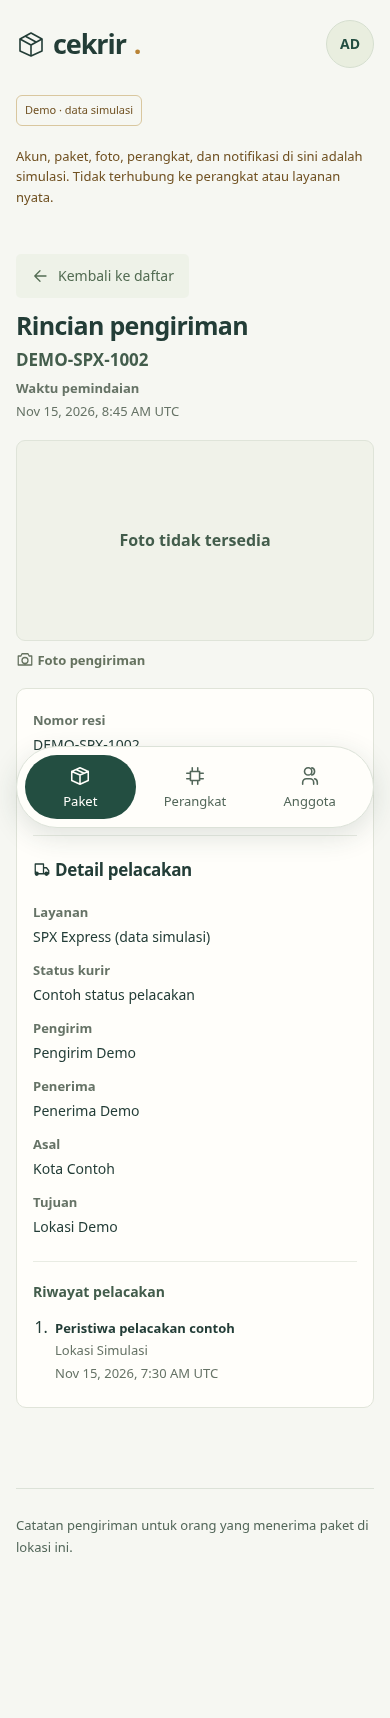 cekrir .
AD
Demo · data simulasi
Akun, paket, foto, perangkat, dan notifikasi di sini adalah
simulasi. Tidak terhubung ke perangkat atau layanan
nyata.
Kembali ke daftar
Rincian pengiriman
DEMO-SPX-1002
Waktu pemindaian
Nov 15, 2026, 8:45 AM UTC
Foto tidak tersedia
Foto pengiriman
Nomor resi
DEMO-SPX-1002
Paket
Perangkat
Anggota
Detail pelacakan
Layanan
SPX Express (data simulasi)
Status kurir
Contoh status pelacakan
Pengirim
Pengirim Demo
Penerima
Penerima Demo
Asal
Kota Contoh
Tujuan
Lokasi Demo
Riwayat pelacakan
1. Peristiwa pelacakan contoh
Lokasi Simulasi
Nov 15, 2026, 7:30 AM UTC
Catatan pengiriman untuk orang yang menerima paket di
lokasi ini.